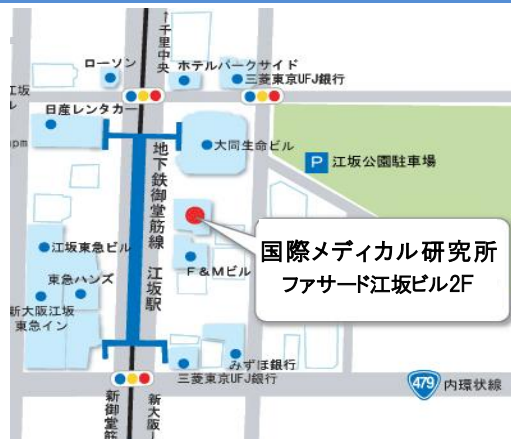 ↑千里中央
ローソン
ホテルパークサイド
三菱東京UFJ銀行
江坂
ル
日産レンタカー
pm
大同生命ビル
地下鉄御堂筋線 江坂駅
P 江坂公園駐車場
国際メディカル研究所
ファサード江坂ビル2F
江坂東急ビル
F&Mビル
東急ハンズ
新大阪江坂
東急イン
みずほ銀行
三菱東京UFJ銀行
479 内環状線
新御堂筋
新大阪↓